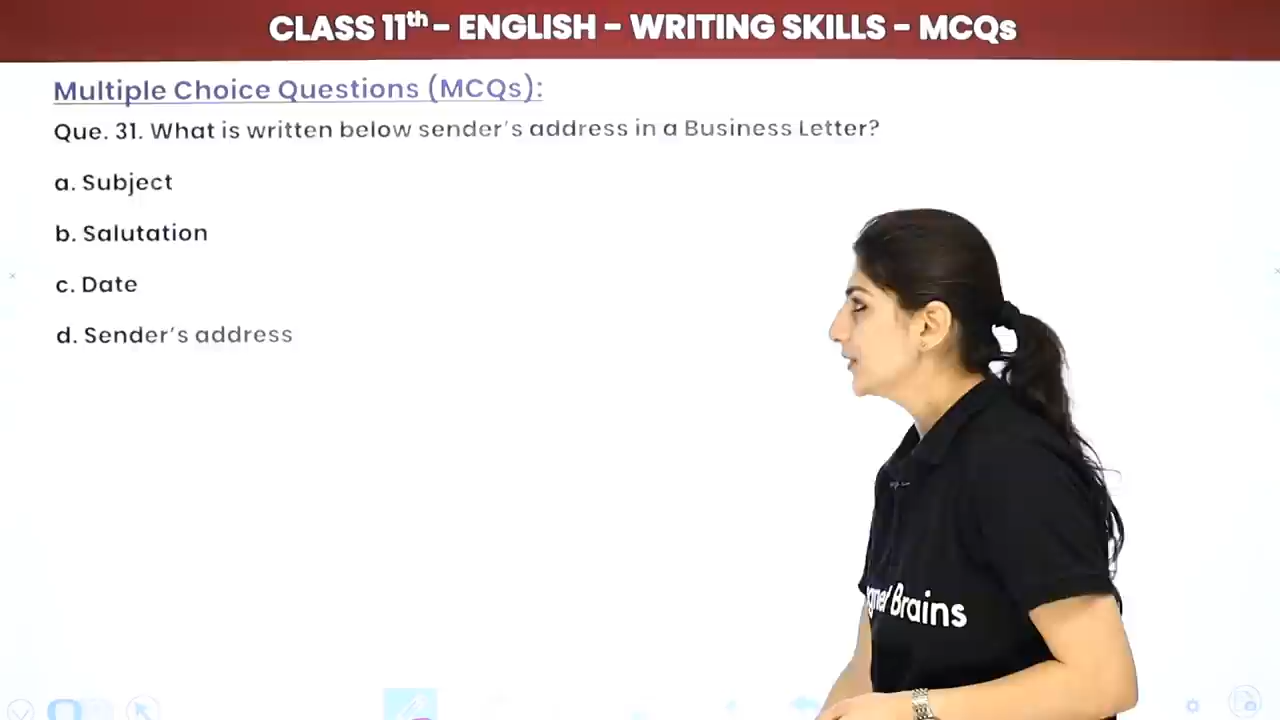 CLASS 11th - ENGLISH - WRITING SKILLS - MCQs
Multiple Choice Questions (MCQs):
Que. 31. What is written below sender's address in a Business Letter?
a. Subject
b. Salutation
c. Date
d. Sender's address
Brains